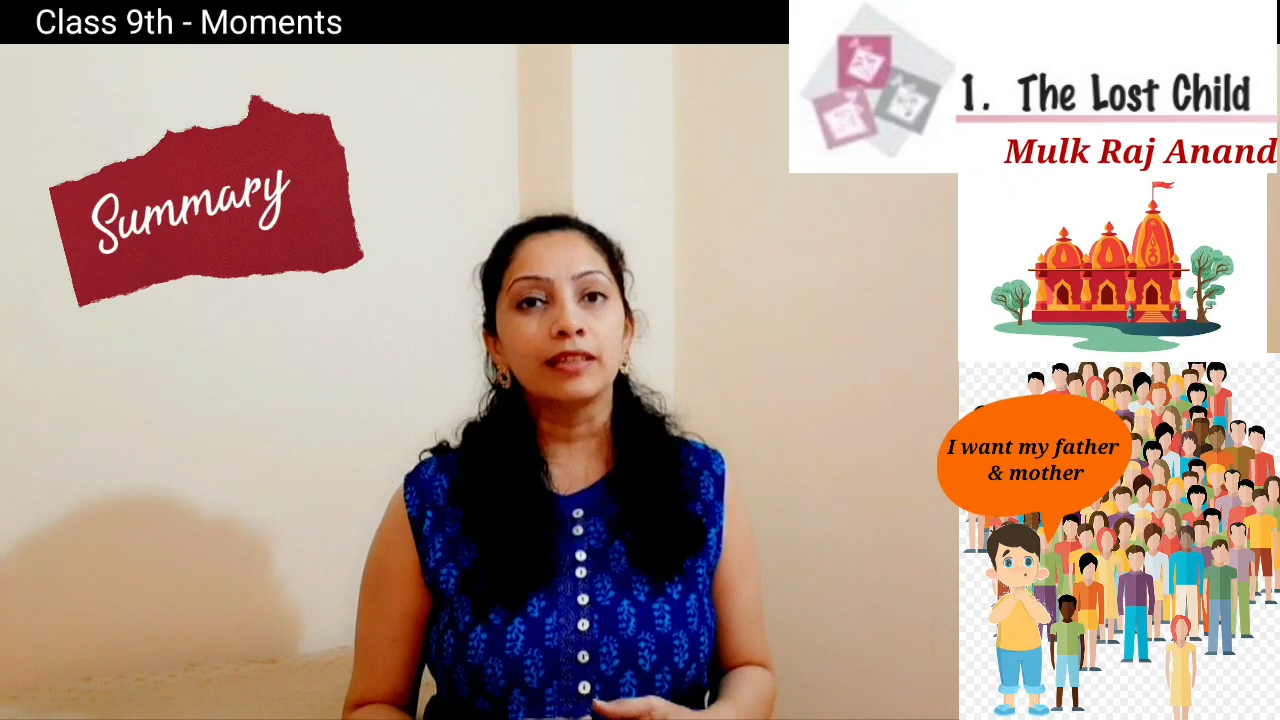 Class 9th - Moments
1. The Lost Child
Mulk Raj Anand
Summary
I want my father
& mother